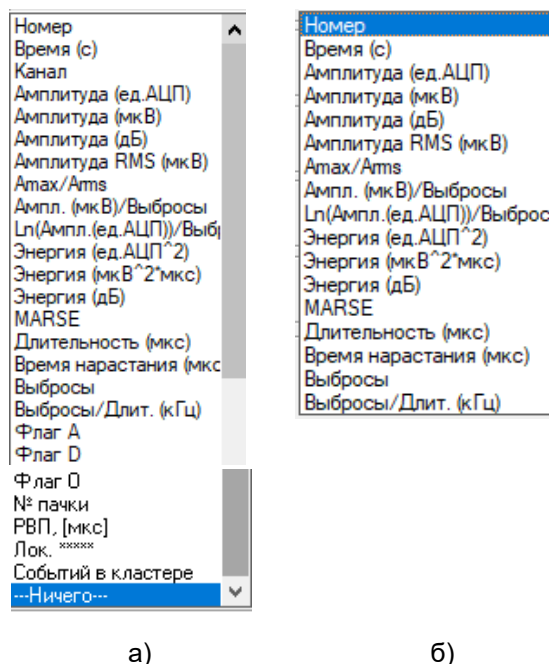 Номер
Время (с)
Канал
Амплитуда (ед.АЦП)
Амплитуда (мкВ)
Амплитуда (дБ)
Амплитуда RMS (мкВ)
Amax/Arms
Ампл. (мкВ)/Выбросы
Ln(Ампл.(ед.АЦП))/Выбр
Энергия (ед.АЦП^2)
Энергия (мкВ^2*мкс)
Энергия (дБ)
MARSE
Длительность (мкс)
Время нарастания (мкс
Выбросы
Выбросы/Длит. (кГц)
Флаг A
Флаг D
Флаг O
№ пачки
РВП, [мкс]
Лок. *****
Событий в кластере
---Ничего---
а)
Номер
Время (с)
Амплитуда (ед.АЦП)
Амплитуда (мкВ)
Амплитуда (дБ)
Амплитуда RMS (мкВ)
Amax/Arms
Ампл. (мкВ)/Выбросы
Ln(Ампл.(ед.АЦП))/Выброс
Энергия (ед.АЦП^2)
Энергия (мкВ^2*мкс)
Энергия (дБ)
MARSE
Длительность (мкс)
Время нарастания (мкс)
Выбросы
Выбросы/Длит. (кГц)
б)